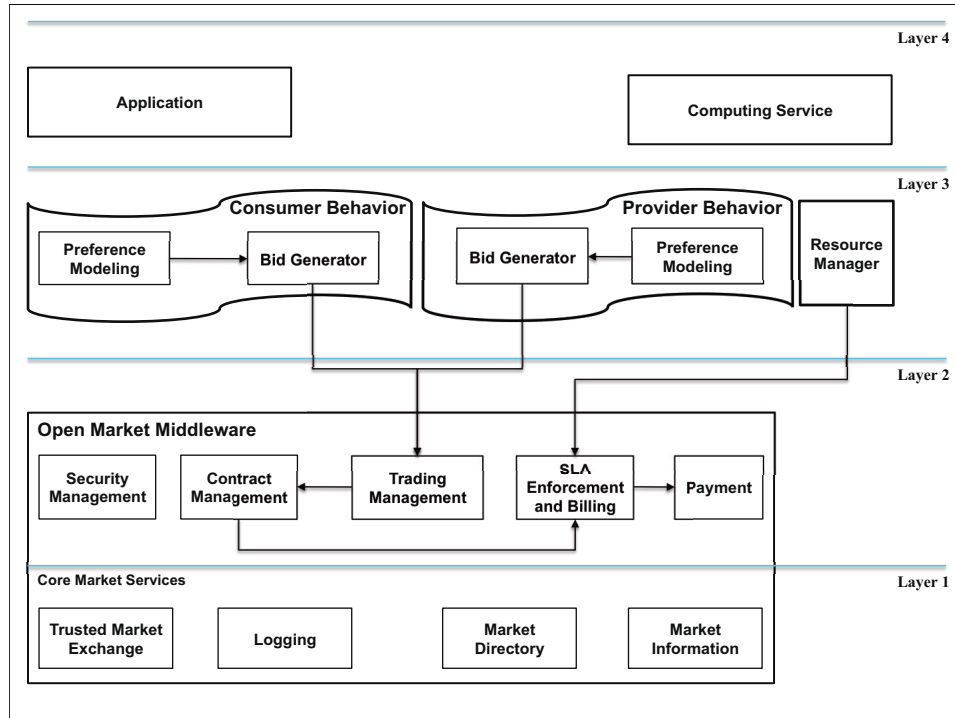 Layer 4
Application
Computing Service
Layer 3
Consumer Behavior
Provider Behavior
Preference
Modeling
Bid Generator
Bid Generator
Preference
Modeling
Resource
Manager
Layer 2
Open Market Middleware
Security
Management
Contract
Management
Trading
Management
SLA
Enforcement
and Billing
Payment
Core Market Services
Layer 1
Trusted Market
Exchange
Logging
Market
Directory
Market
Information